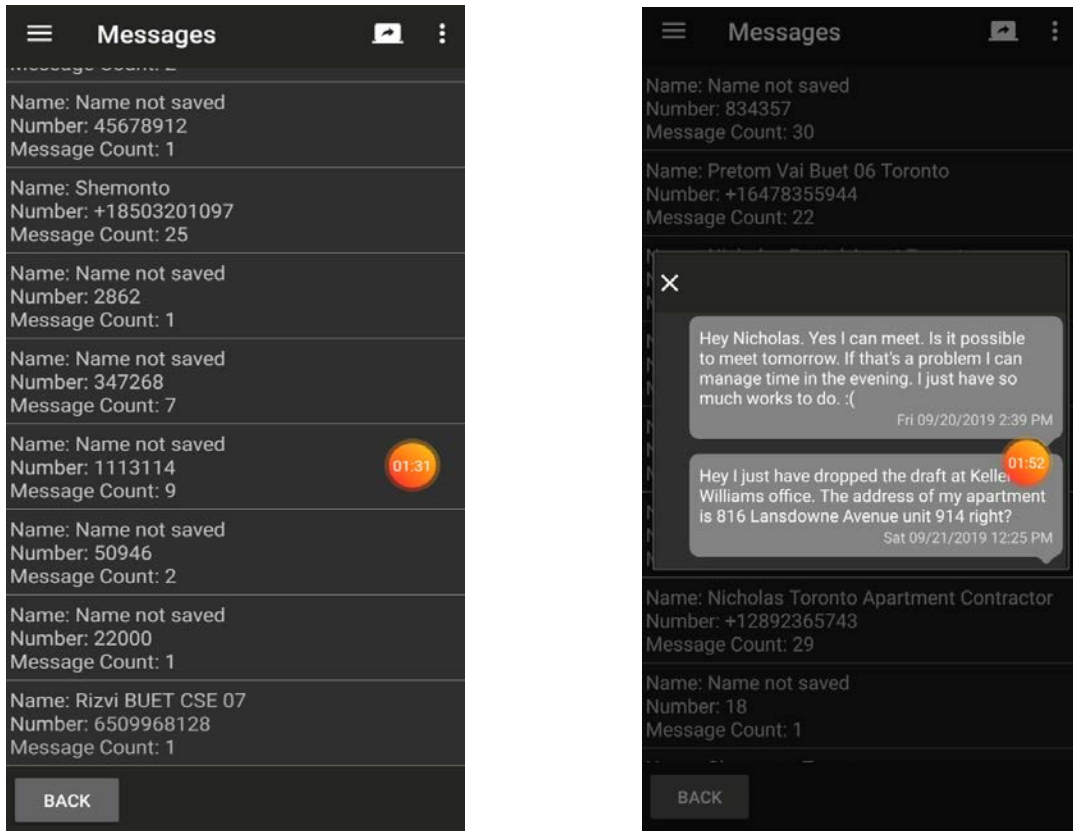 Messages
Message Count: 2
Name: Name not saved
Number: 45678912
Message Count: 1
Name: Shemonto
Number: +18503201097
Message Count: 25
Name: Name not saved
Number: 2862
Message Count: 1
Name: Name not saved
Number: 347268
Message Count: 7
Name: Name not saved
Number: 1113114
Message Count: 9
01:31
Name: Name not saved
Number: 50946
Message Count: 2
Name: Name not saved
Number: 22000
Message Count: 1
Name: Rizvi BUET CSE 07
Number: 6509968128
Message Count: 1
BACK
Messages
Name: Name not saved
Number: 834357
Message Count: 30
Name: Pretom Vai Buet 06 Toronto
Number: +16478355944
Message Count: 22
Hey Nicholas. Yes I can meet. Is it possible
to meet tomorrow. If that's a problem I can
manage time in the evening. I just have so
much works to do. :(
Fri 09/20/2019 2:39 PM
01:52
Hey I just have dropped the draft at Keller
Williams office. The address of my apartment
is 816 Lansdowne Avenue unit 914 right?
Sat 09/21/2019 12:25 PM
Name: Nicholas Toronto Apartment Contractor
Number: +12892365743
Message Count: 29
Name: Name not saved
Number: 18
Message Count: 1
BACK